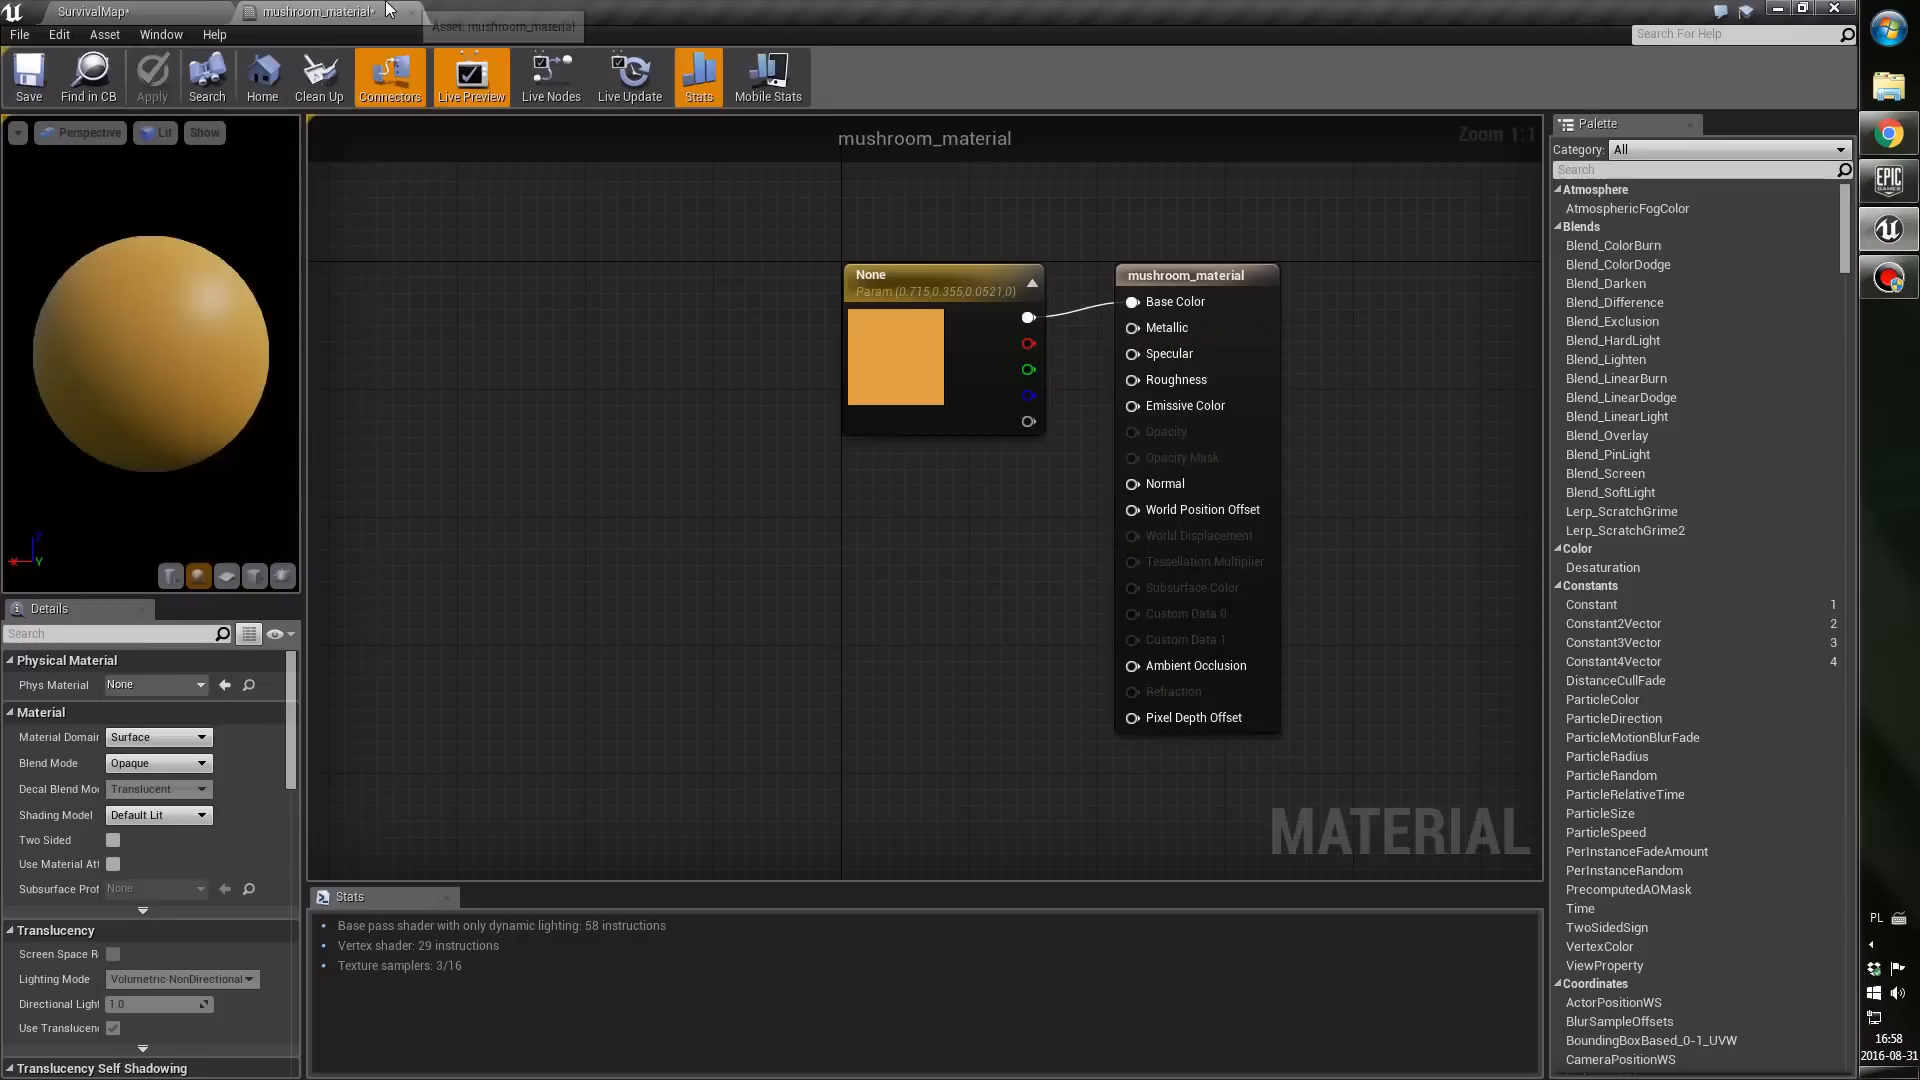 SurvivalMap*
mushroom_material*
Asset: mushroom_material
File
Edit
Asset
Window
Help
Search For Help
Save
Find in CB
Apply
Search
Home
Clean Up
Connectors
Live Preview
Live Nodes
Live Update
Stats
Mobile Stats
Perspective
Lit
Show
mushroom_material
Zoom 1:1
None
Param (0.715,0.355,0.0521,0)
mushroom_material
Base Color
Metallic
Specular
Roughness
Emissive Color
Opacity
Opacity Mask
Normal
World Position Offset
World Displacement
Tessellation Multiplier
Subsurface Color
Custom Data 0
Custom Data 1
Ambient Occlusion
Refraction
Pixel Depth Offset
MATERIAL
X
Y
Details
Search
Physical Material
Phys Material None
Material
Material Domair Surface
Blend Mode Opaque
Decal Blend Mo Translucent
Shading Model Default Lit
Two Sided
Use Material Att
Subsurface Prof None
Translucency
Screen Space R
Lighting Mode Volumetric NonDirectional
Directional Light 1.0
Use Translucen
Translucency Self Shadowing
Stats
Base pass shader with only dynamic lighting: 58 instructions
Vertex shader: 29 instructions
Texture samplers: 3/16
Palette
Category: All
Search
Atmosphere
AtmosphericFogColor
Blends
Blend_ColorBurn
Blend_ColorDodge
Blend_Darken
Blend_Difference
Blend_Exclusion
Blend_HardLight
Blend_Lighten
Blend_LinearBurn
Blend_LinearDodge
Blend_LinearLight
Blend_Overlay
Blend_PinLight
Blend_Screen
Blend_SoftLight
Lerp_ScratchGrime
Lerp_ScratchGrime2
Color
Desaturation
Constants
Constant 1
Constant2Vector 2
Constant3Vector 3
Constant4Vector 4
DistanceCullFade
ParticleColor
ParticleDirection
ParticleMotionBlurFade
ParticleRadius
ParticleRandom
ParticleRelativeTime
ParticleSize
ParticleSpeed
PerInstanceFadeAmount
PerInstanceRandom
PrecomputedAOMask
Time
TwoSidedSign
VertexColor
ViewProperty
Coordinates
ActorPositionWS
BlurSampleOffsets
BoundingBoxBased_0-1_UVW
CameraPositionWS
EPIC
GAMES
PL
16:58
2016-08-31